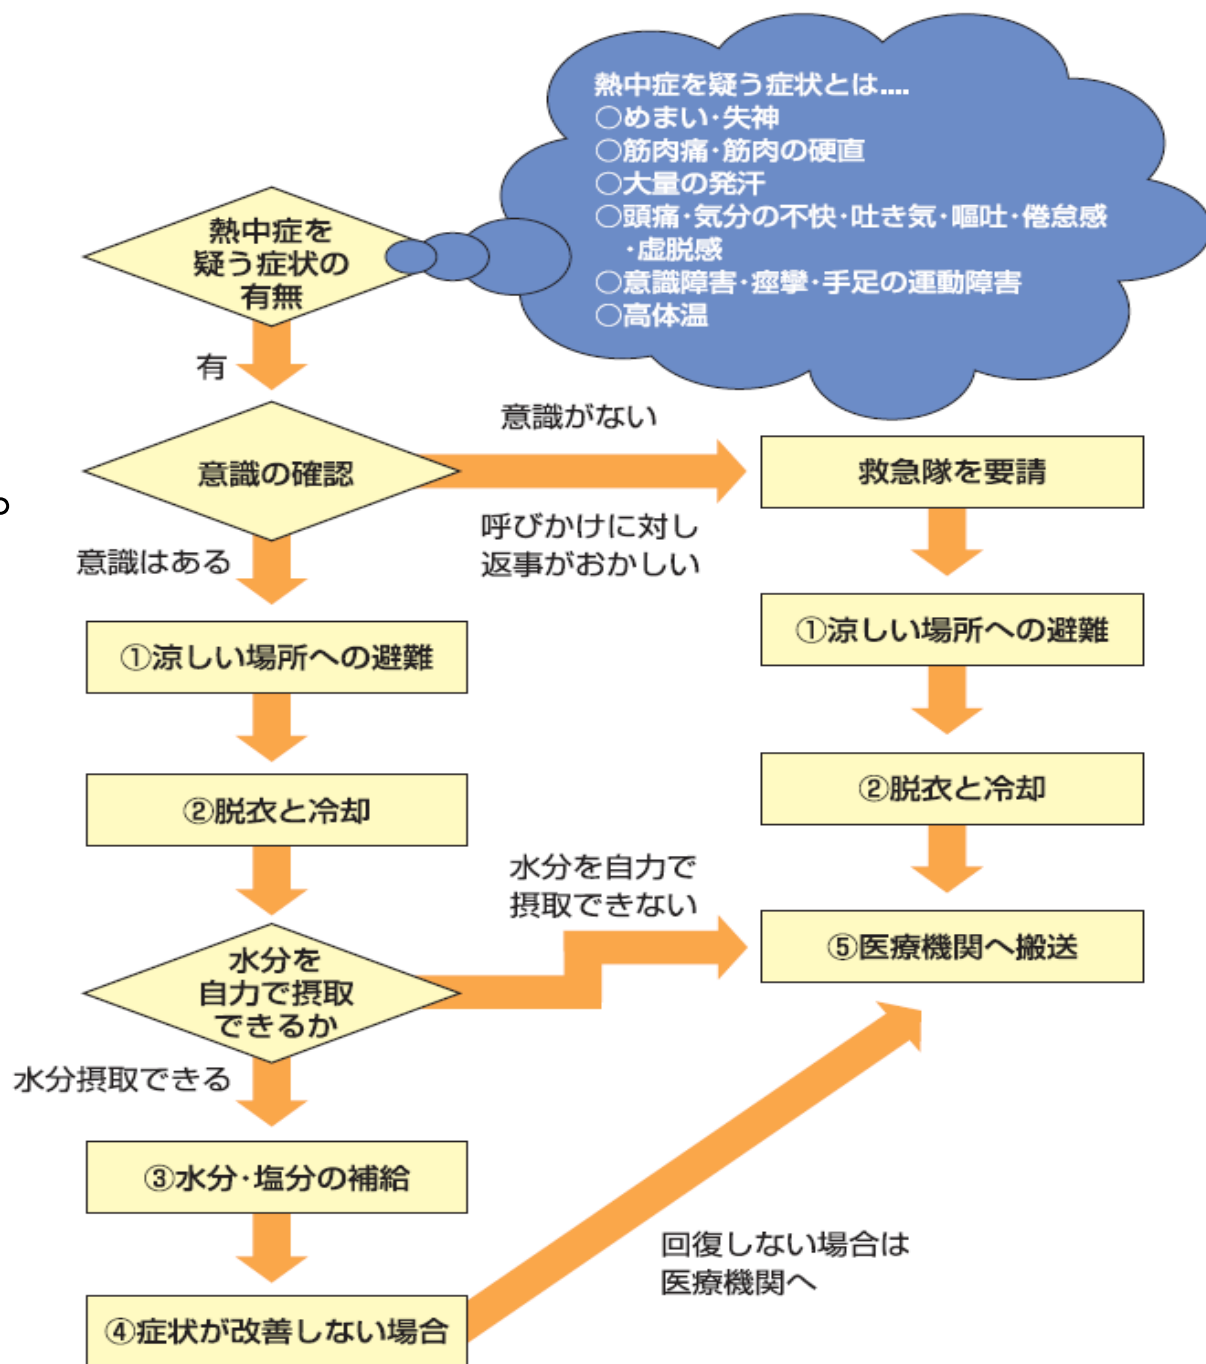 熱中症を疑う症状とは....
○めまい・失神
○筋肉痛・筋肉の硬直
○大量の発汗
○頭痛・気分の不快・吐き気・嘔吐・倦怠感
・虚脱感
○意識障害・痙攣・手足の運動障害
○高体温
熱中症を
疑う症状の
有無
有
意識の確認
意識がない
呼びかけに対し
返事がおかしい
救急隊を要請
。
意識はある
①涼しい場所への避難
①涼しい場所への避難
②脱衣と冷却
②脱衣と冷却
水分を自力で
摂取できない
⑤医療機関へ搬送
水分を
自力で摂取
できるか
水分摂取できる
③水分・塩分の補給
回復しない場合は
医療機関へ
④症状が改善しない場合